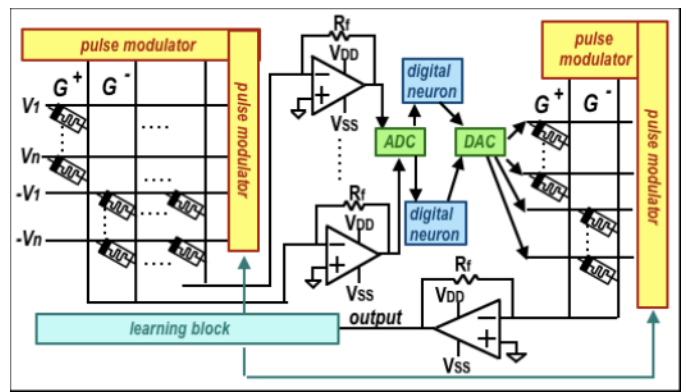 pulse modulator
pulse modulator
G+ G-
V1
Vn
-V1
-Vn
....
....
....
....
Rf
VDD
VSS
Rf
VDD
VSS
ADC
digital
neuron
digital
neuron
DAC
pulse
modulator
pulse modulator
G+ G-
Rf
VDD
VSS
output
learning block